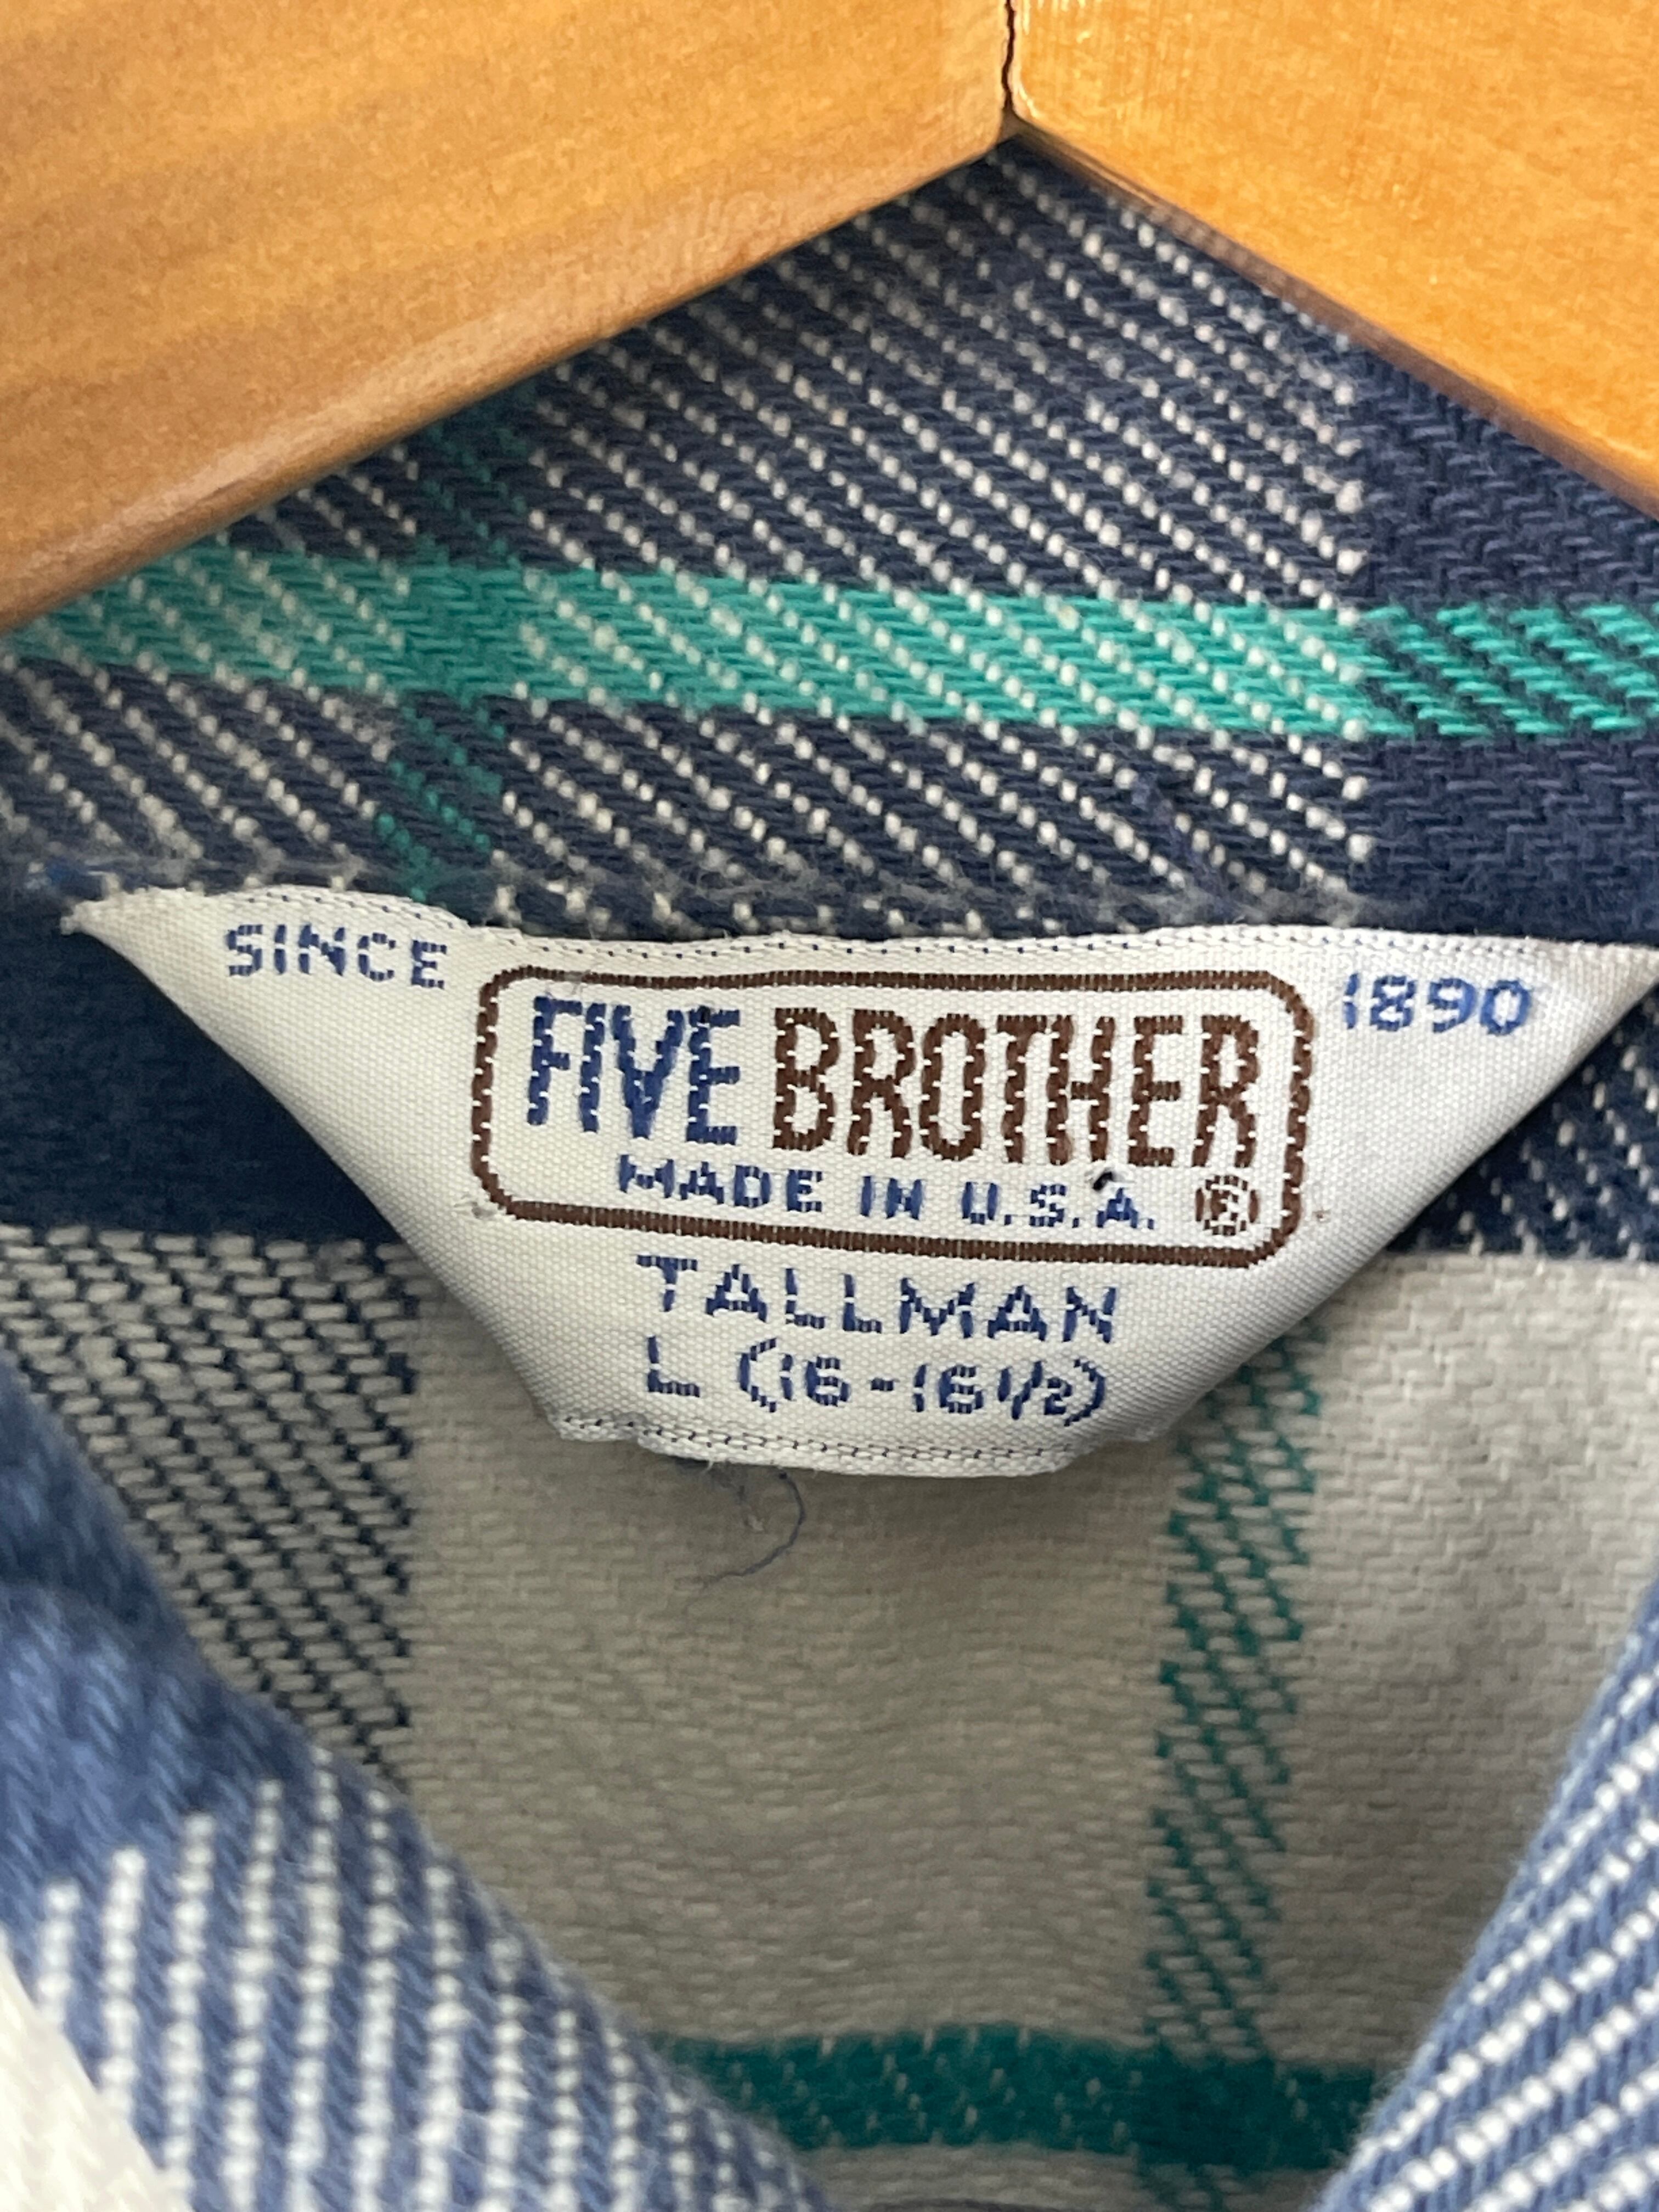 SINCE 1890
FIVE BROTHER
MADE IN U.S.A. ®
TALLMAN
L (16-16½)